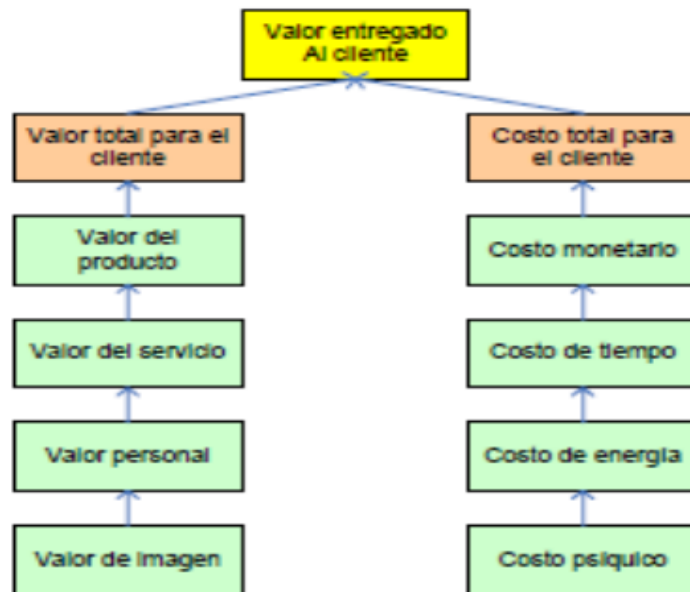 Valor entregado
Al cliente
Valor total para el
cliente
Costo total para
el cliente
Valor del
producto
Costo monetario
Valor del servicio
Costo de tiempo
Valor personal
Costo de energia
Valor de imagen
Costo psiquico